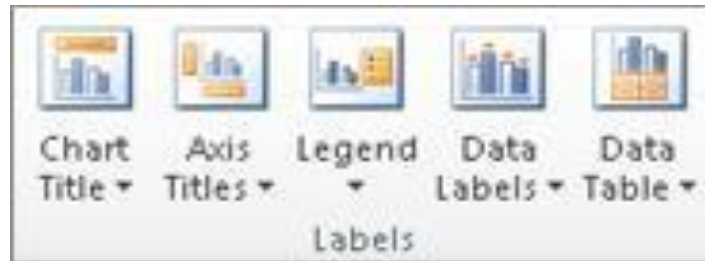 Chart Title
Axis Titles
Legend
Data Labels
Data Table
Labels